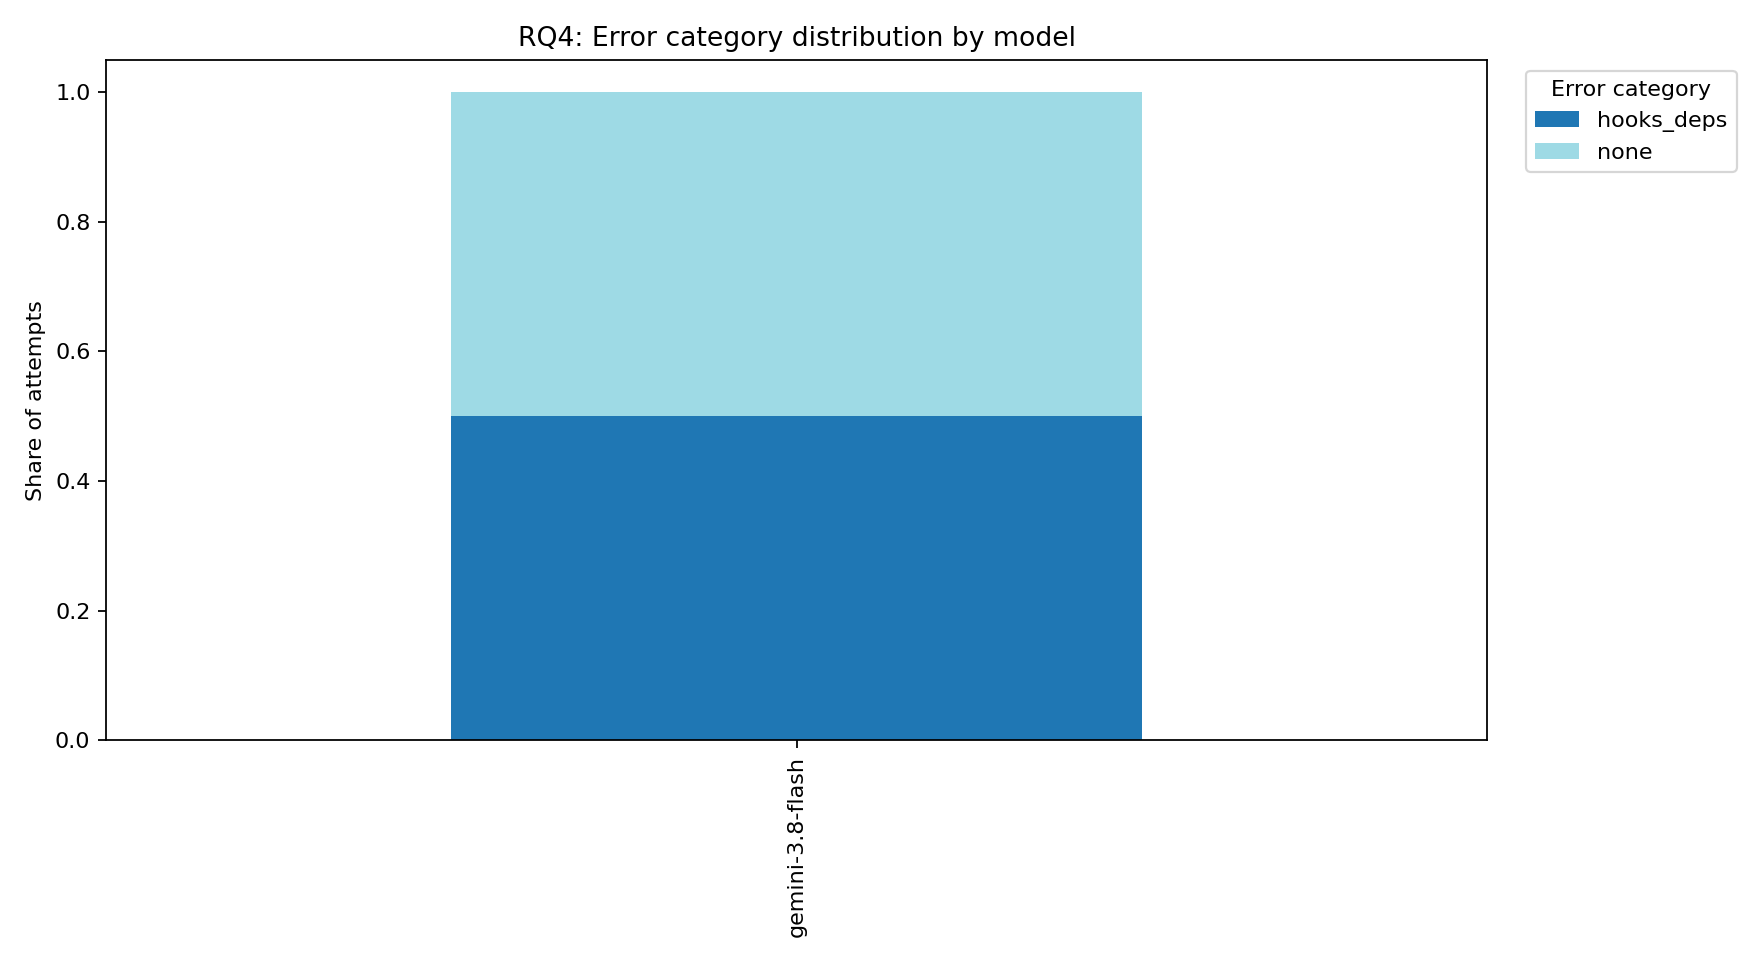 RQ4: Error category distribution by model
Error category
hooks_deps
none
Share of attempts
1.0
0.8
0.6
0.4
0.2
0.0
gemini-3.8-flash